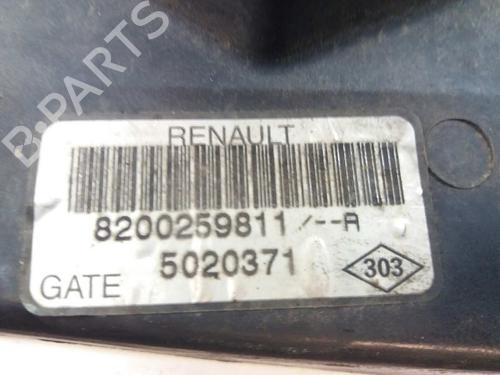 RENAULT
8200259811/--R
5020371
GATE
303
B-PARTS